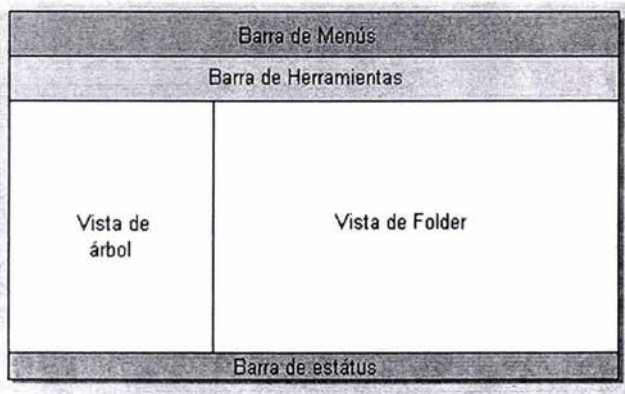 Barra de Menús
Barra de Herramientas
Vista de
árbol
Vista de Folder
Barra de estátus